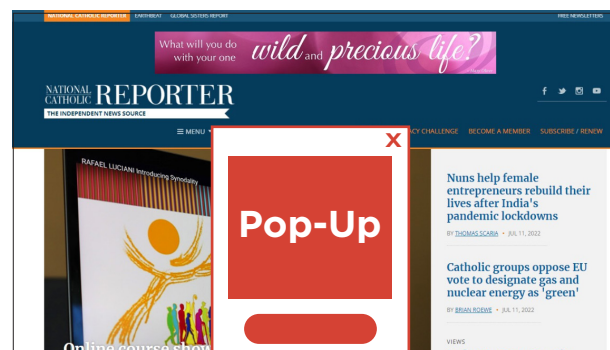 NATIONAL CATHOLIC REPORTER EARTHBEAT GLOBAL SISTERS REPORT FREE NEWSLETTERS
What will you do
with your one
wild and precious life?
NATIONAL
CATHOLIC REPORTER
THE INDEPENDENT NEWS SOURCE
☰ MENU
ACY CHALLENGE BECOME A MEMBER SUBSCRIBE / RENEW
X
RAFAEL LUCIANI Introducing Synodality
Pop-Up
Nuns help female
entrepreneurs rebuild their
lives after India's
pandemic lockdowns
BY THOMAS SCARIA • JUL 11, 2022
Catholic groups oppose EU
vote to designate gas and
nuclear energy as 'green'
BY BRIAN ROEWE • JUL 11, 2022
VIEWS
Online course show